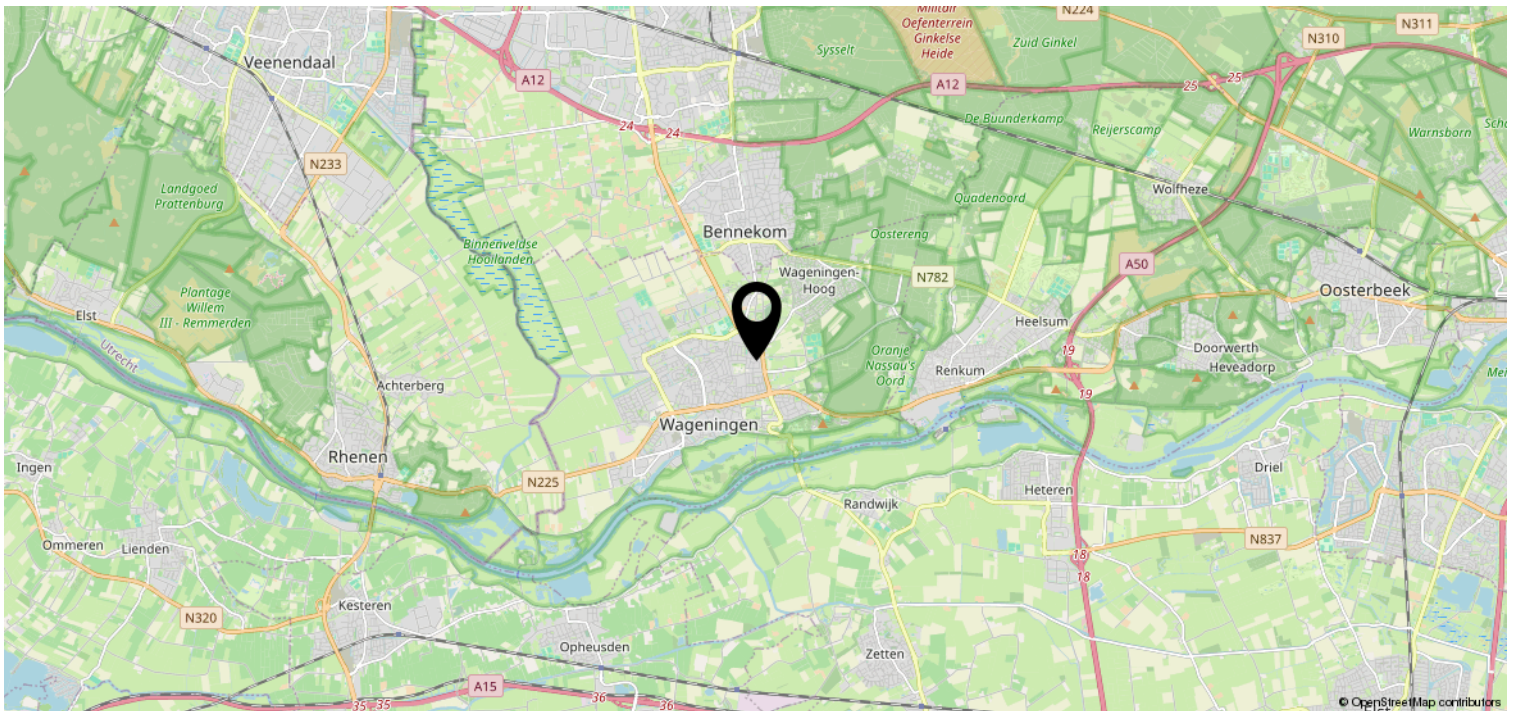 Militair
Oefenterrein
Ginkelse
Heide
N224
N311
N310
Sysselt
Zuid Ginkel
Veenendaal
A12
A12
25
25
24
24
De Buunderkamp
Reijerscamp
Warnsborn
N233
Landgoed
Prattenburg
Wolfheze
Quadenoord
Bennekom
Oostereng
Binnenveldse
Hooilanden
A50
Wageningen-
Hoog
N782
Plantage
Willem
III - Remmerden
Oosterbeek
Elst
Heelsum
Utrecht
19
Oranje
Nassau's
Oord
Doorwerth
Heveadorp
Renkum
Achterberg
19
Wageningen
Rhenen
Ingen
Driel
N225
Heteren
Randwijk
Ommeren
Lienden
N837
18
18
Kesteren
N320
Opheusden
Zetten
A15
35
35
36
36
© OpenStreetMap contributors